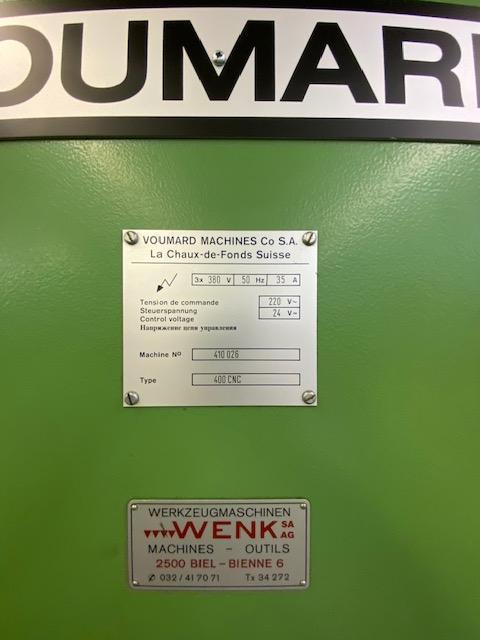 OUMAR
VOUMARD MACHINES Co S.A.
La Chaux-de-Fonds Suisse
3x 380 V 50 Hz 35 A
Tension de commande 220 V~
Steuerspannung 24 V~
Control voltage
Напряжение цепи управления
Machine No 410 026
Type 400 CNC
WERKZEUGMASCHINEN
WENK SA AG
MACHINES - OUTILS
2500 BIEL - BIENNE 6
✆ 032 / 41 70 71 Tx 34 272